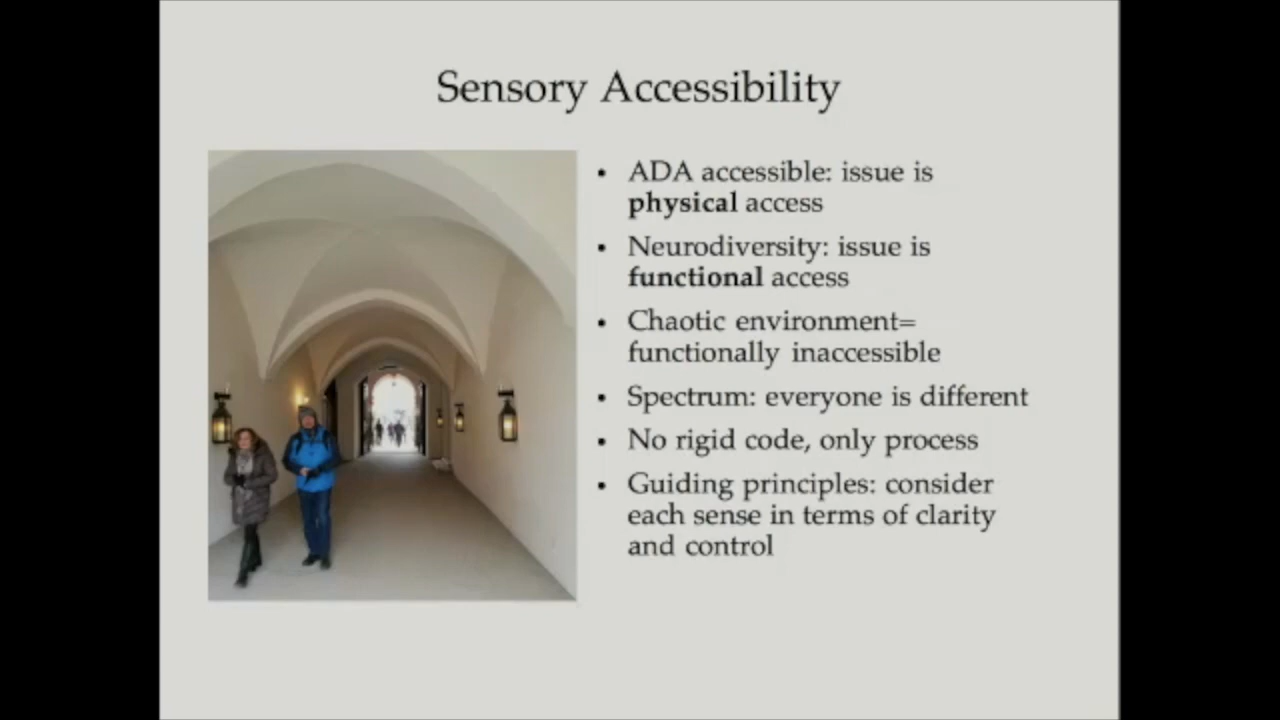 Sensory Accessibility
• ADA accessible: issue is
physical access
• Neurodiversity: issue is
functional access
• Chaotic environment=
functionally inaccessible
• Spectrum: everyone is different
• No rigid code, only process
• Guiding principles: consider
each sense in terms of clarity
and control